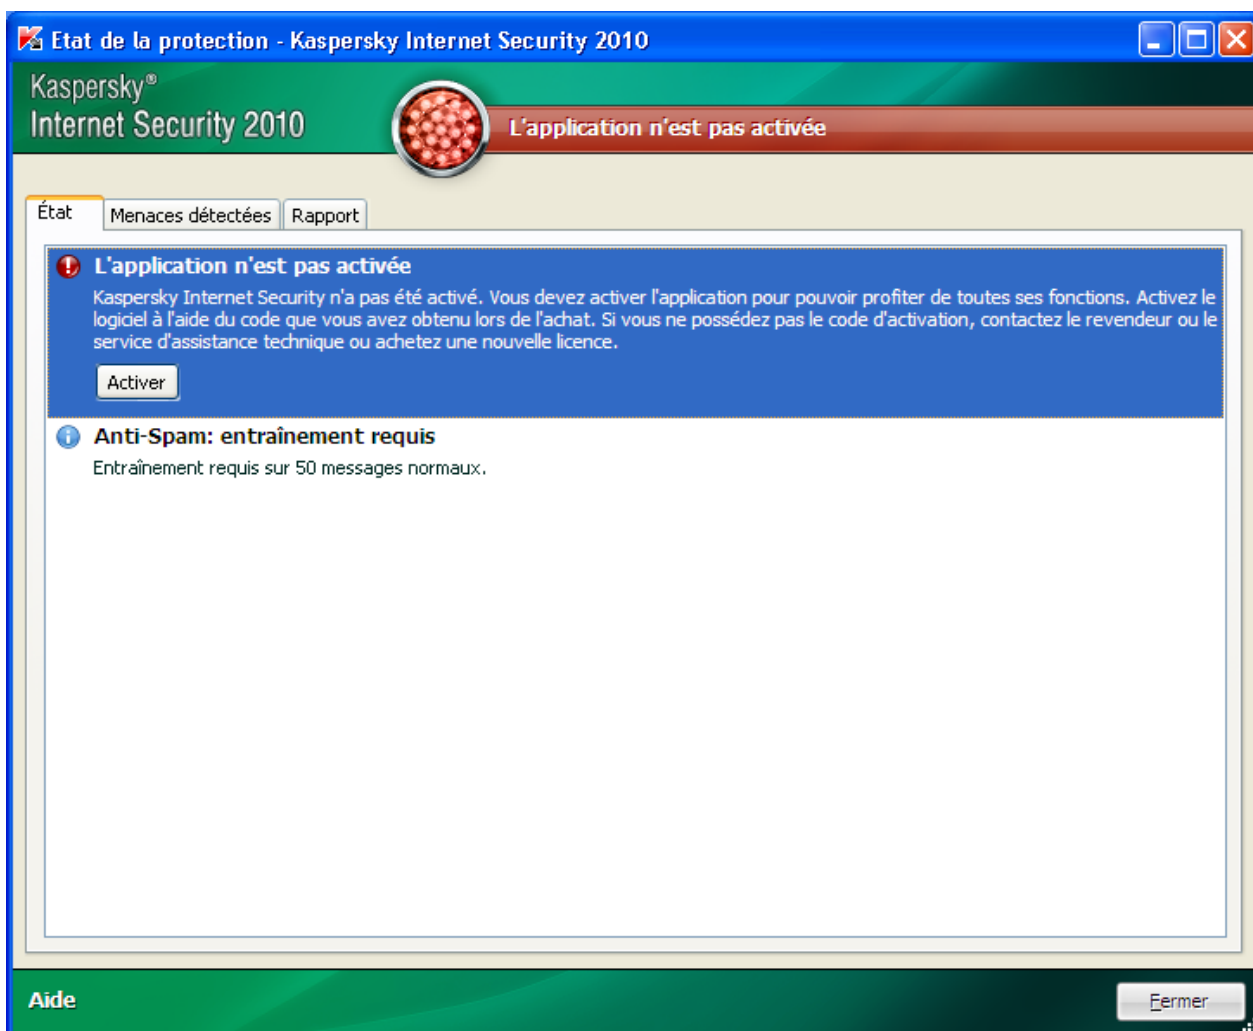 Etat de la protection - Kaspersky Internet Security 2010
Kaspersky®
Internet Security 2010
L'application n'est pas activée
État
Menaces détectées
Rapport
L'application n'est pas activée
Kaspersky Internet Security n'a pas été activé. Vous devez activer l'application pour pouvoir profiter de toutes ses fonctions. Activez le
logiciel à l'aide du code que vous avez obtenu lors de l'achat. Si vous ne possédez pas le code d'activation, contactez le revendeur ou le
service d'assistance technique ou achetez une nouvelle licence.
Activer
Anti-Spam: entraînement requis
Entraînement requis sur 50 messages normaux.
Aide
Fermer